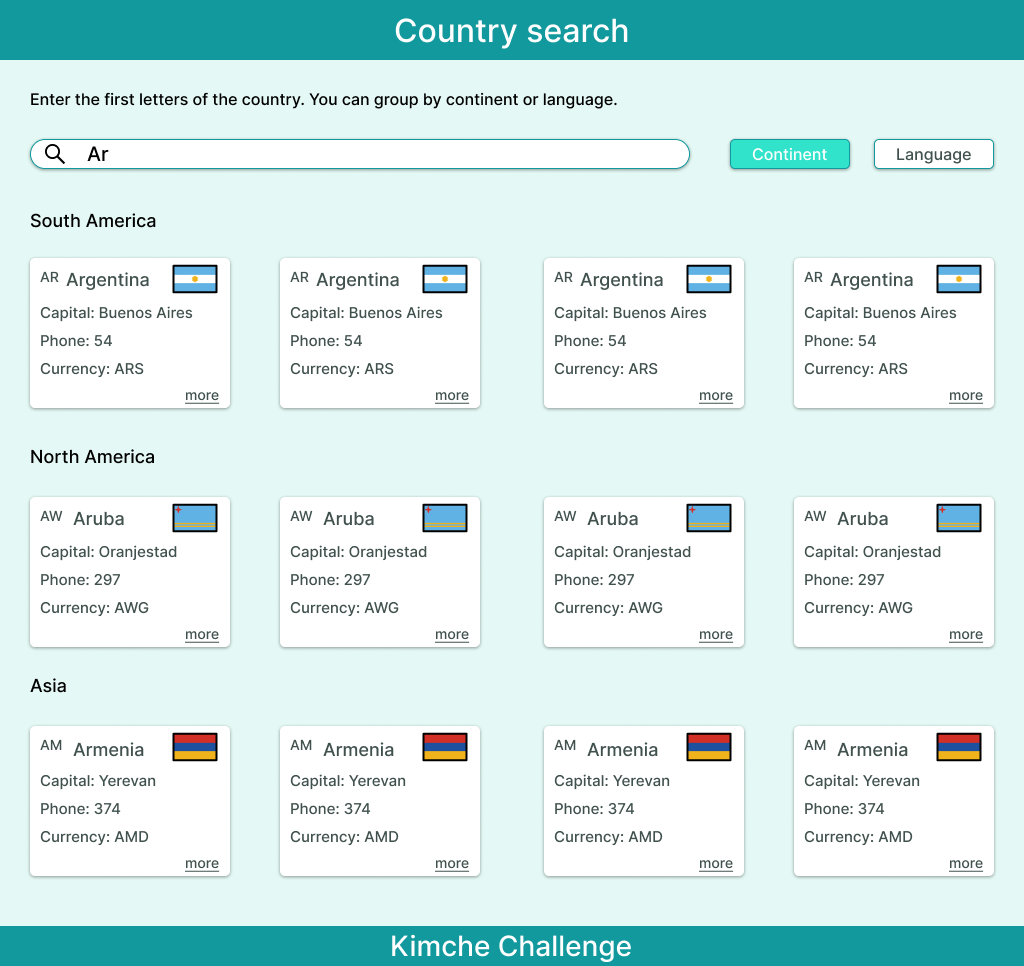 Country search
Enter the first letters of the country. You can group by continent or language.
Ar
Continent
Language
South America
AR Argentina
Capital: Buenos Aires
Phone: 54
Currency: ARS
more
AR Argentina
Capital: Buenos Aires
Phone: 54
Currency: ARS
more
AR Argentina
Capital: Buenos Aires
Phone: 54
Currency: ARS
more
AR Argentina
Capital: Buenos Aires
Phone: 54
Currency: ARS
more
North America
AW Aruba
Capital: Oranjestad
Phone: 297
Currency: AWG
more
AW Aruba
Capital: Oranjestad
Phone: 297
Currency: AWG
more
AW Aruba
Capital: Oranjestad
Phone: 297
Currency: AWG
more
AW Aruba
Capital: Oranjestad
Phone: 297
Currency: AWG
more
Asia
AM Armenia
Capital: Yerevan
Phone: 374
Currency: AMD
more
AM Armenia
Capital: Yerevan
Phone: 374
Currency: AMD
more
AM Armenia
Capital: Yerevan
Phone: 374
Currency: AMD
more
AM Armenia
Capital: Yerevan
Phone: 374
Currency: AMD
more
Kimche Challenge